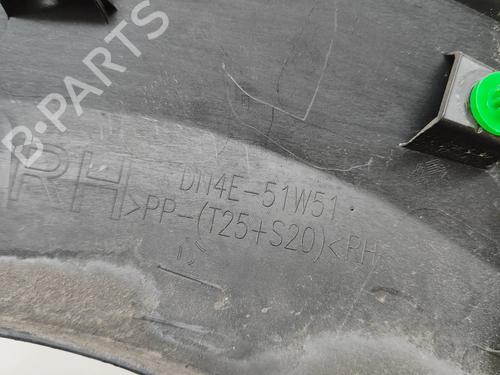 B-PARTS
RH
DN4E-51W51
>PP-(T25+S20)<RH